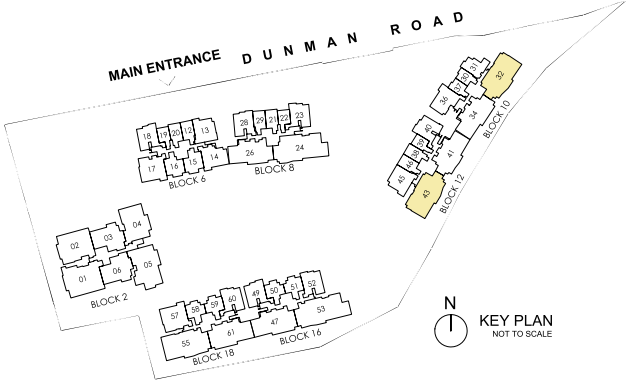 DUNMAN ROAD
MAIN ENTRANCE
18 19 20 12 13
17 16 15 14
BLOCK 6
28 29 21 22 23
26 24
BLOCK 8
31
30
37
36
32
34
BLOCK 10
40
39
38
46
45
41
43
BLOCK 12
02 03 04
01 06 05
BLOCK 2
57 58 59 60
55 61
BLOCK 18
49 50 51 52
47 53
BLOCK 16
N
KEY PLAN
NOT TO SCALE